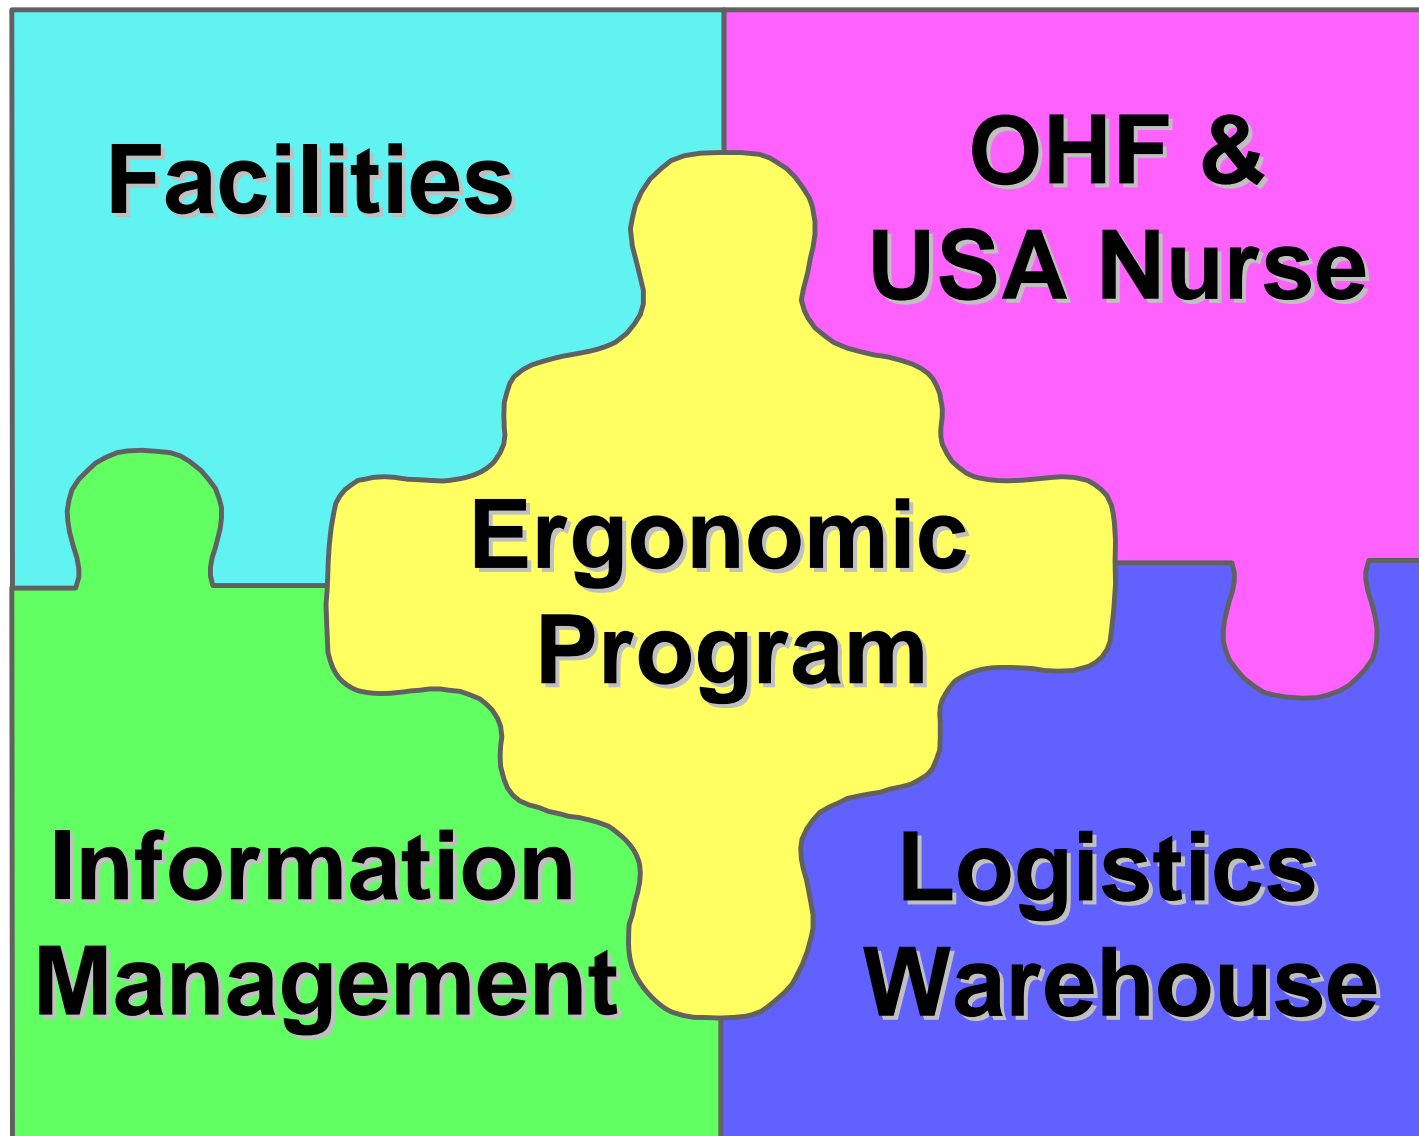 Facilities
OHF &
USA Nurse
Ergonomic
Program
Information
Management
Logistics
Warehouse